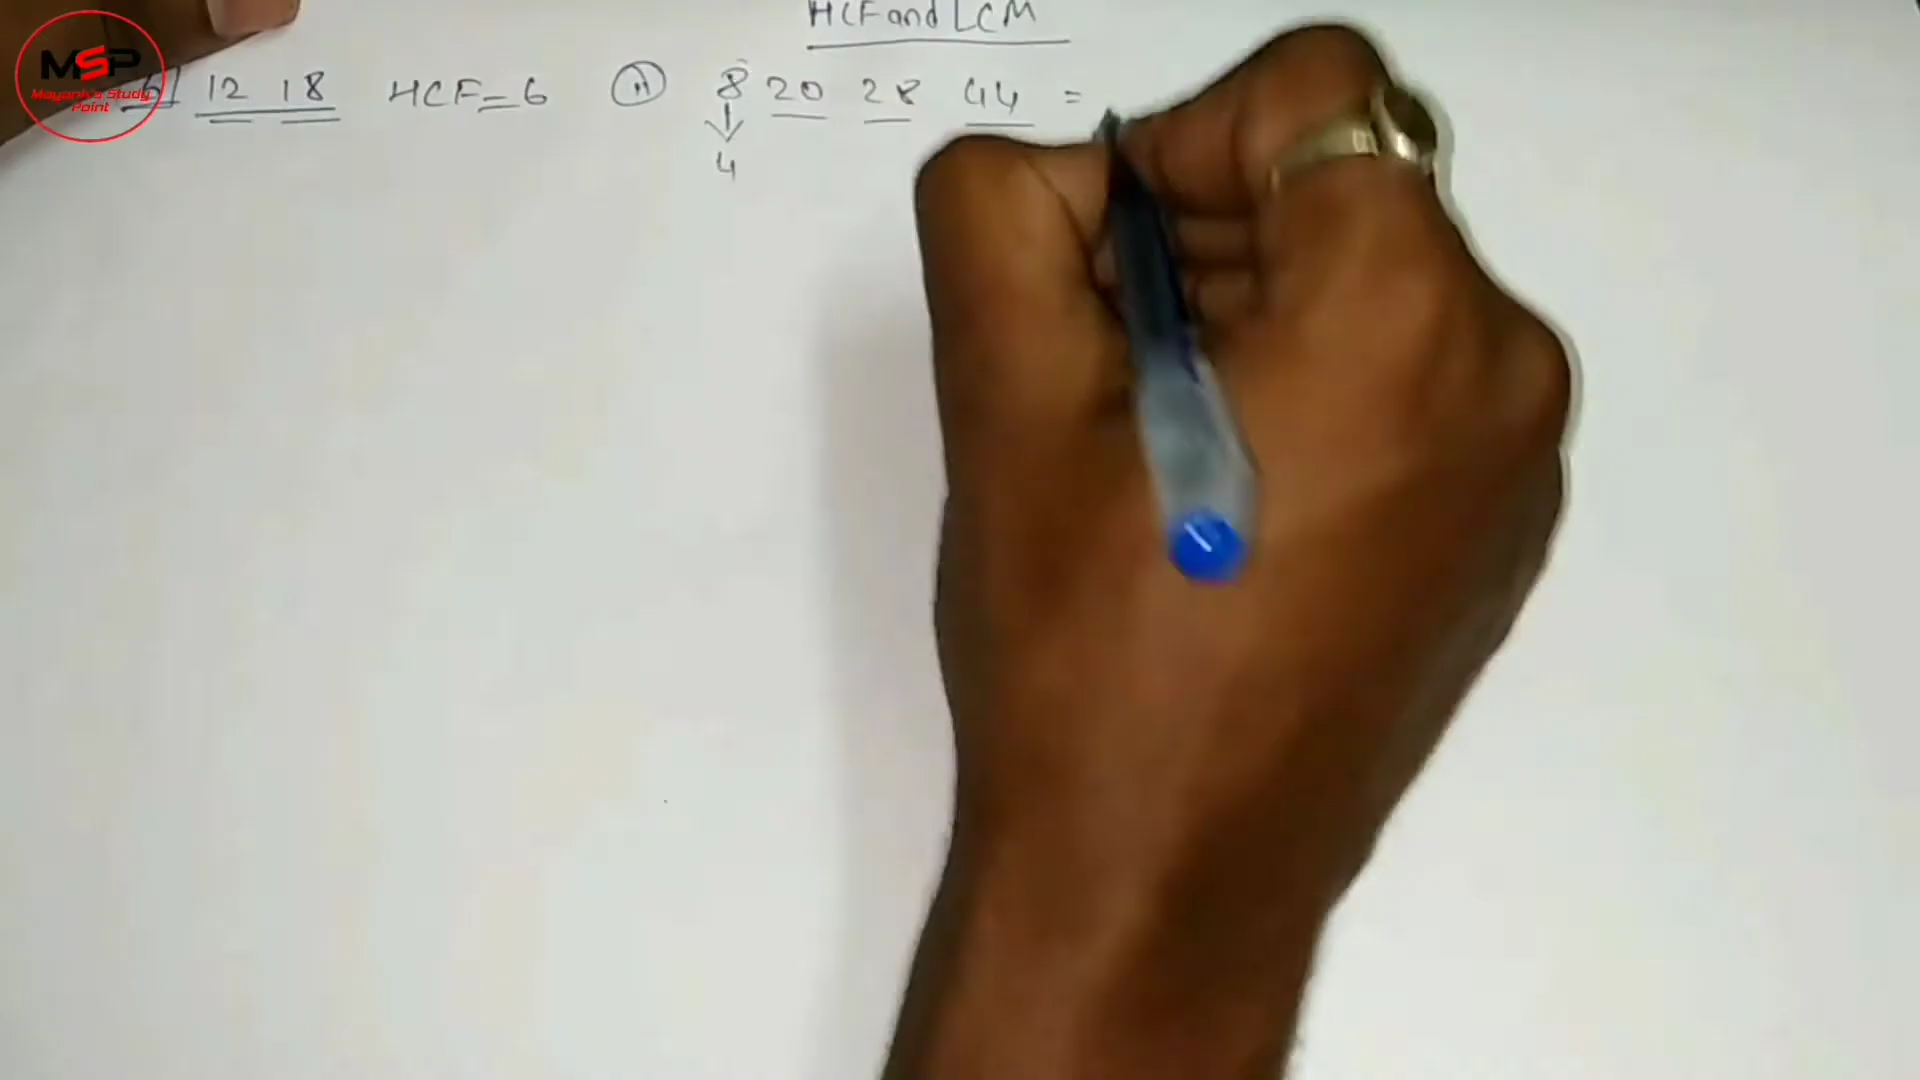 HCF and LCM
MSP
Mayank's Study
Point
12 18 HCF = 6 ii 8 20 28 44 =
4